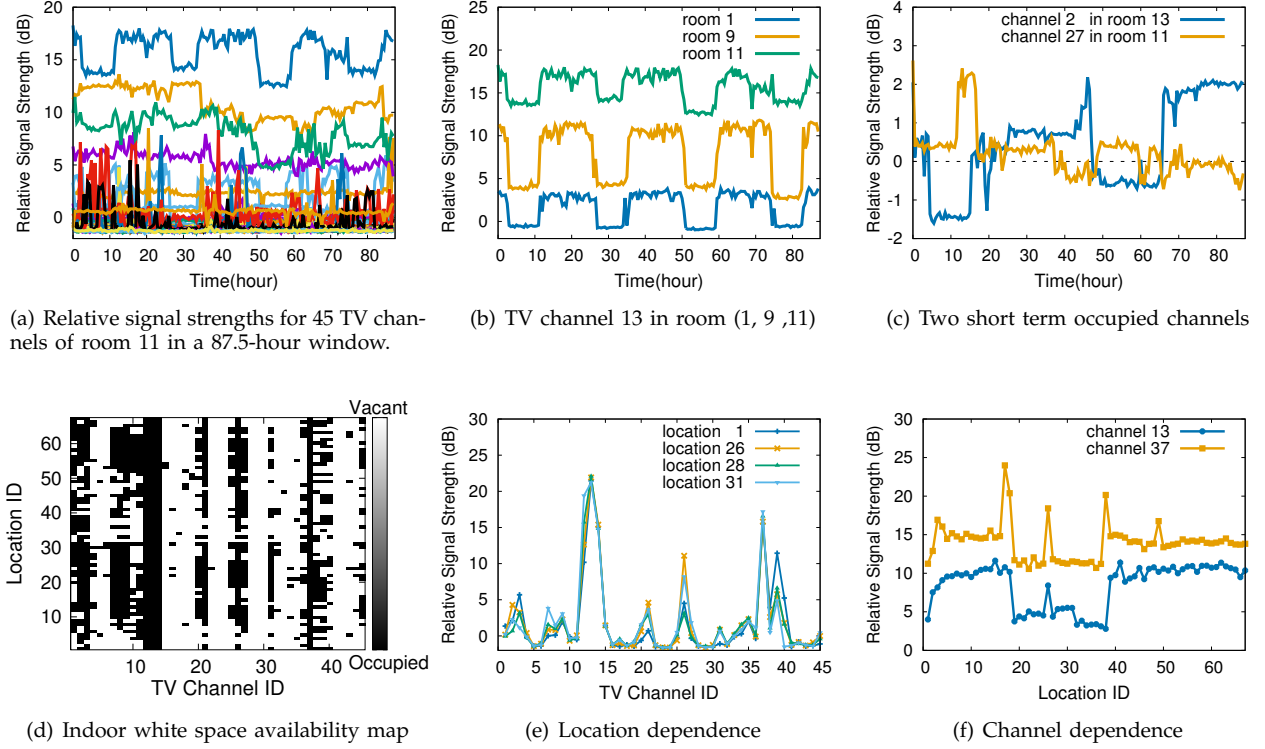 Relative Signal Strength (dB)
20
15
10
5
0
0 10 20 30 40 50 60 70 80
Time(hour)
(a) Relative signal strengths for 45 TV chan-
nels of room 11 in a 87.5-hour window.
Relative Signal Strength (dB)
25
20
15
10
5
0
room 1
room 9
room 11
0 10 20 30 40 50 60 70 80
Time(hour)
(b) TV channel 13 in room (1, 9 ,11)
Relative Signal Strength (dB)
4
3
2
1
0
-1
-2
channel 2 in room 13
channel 27 in room 11
0 10 20 30 40 50 60 70 80
Time(hour)
(c) Two short term occupied channels
Location ID
60
50
40
30
20
10
10 20 30 40
TV Channel ID
Vacant
Occupied
(d) Indoor white space availability map
Relative Signal Strength (dB)
30
25
20
15
10
5
0
location 1
location 26
location 28
location 31
0 5 10 15 20 25 30 35 40 45
TV Channel ID
(e) Location dependence
Relative Signal Strength (dB)
30
25
20
15
10
5
0
channel 13
channel 37
0 10 20 30 40 50 60
Location ID
(f) Channel dependence